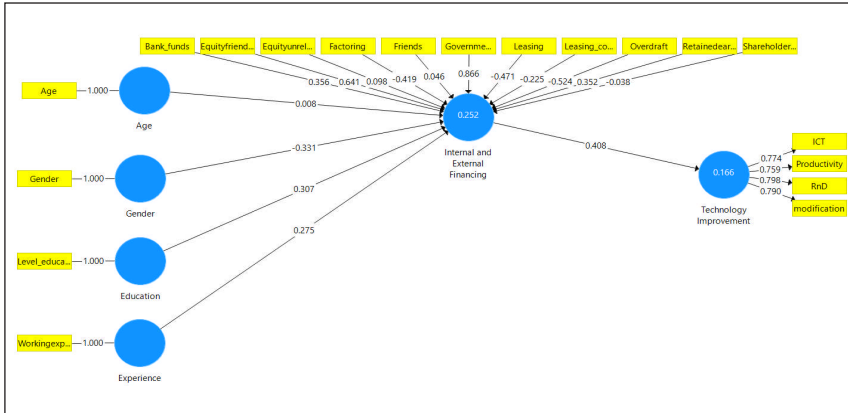 Bank_funds Equityfriend... Equityunrel... Factoring Friends Governme... Leasing Leasing_co... Overdraft Retainedear... Shareholder...
0.356 0.641 0.098 -0.419 0.046 0.866 -0.471 -0.225 -0.524 0.352 -0.038
Age 1.000
Age
0.008
0.252
Internal and
External
Financing
-0.331
Gender 1.000
Gender
0.307
0.408
0.166
Technology
Improvement
0.774 ICT
0.759 Productivity
0.798 RnD
0.790 modification
0.275
Level_educa... 1.000
Education
Workingexp... 1.000
Experience